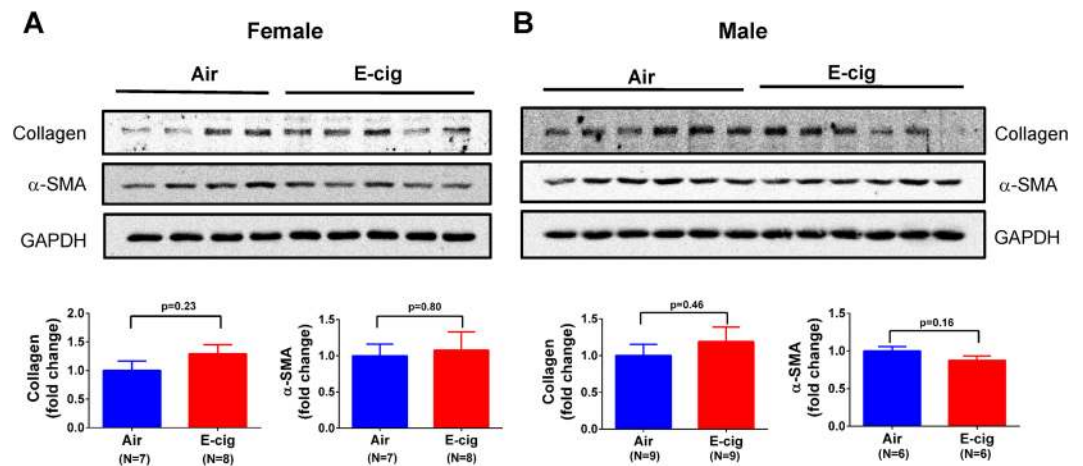 A
Female
Air E-cig
Collagen
α-SMA
GAPDH
B
Male
Air E-cig
Collagen
α-SMA
GAPDH
p=0.23
Collagen
(fold change)
2.0
1.5
1.0
0.5
0.0
Air E-cig
(N=7) (N=8)
p=0.80
α-SMA
(fold change)
1.5
1.0
0.5
0.0
Air E-cig
(N=7) (N=8)
p=0.46
Collagen
(fold change)
1.5
1.0
0.5
0.0
Air E-cig
(N=9) (N=9)
p=0.16
α-SMA
(fold change)
1.5
1.0
0.5
0.0
Air E-cig
(N=6) (N=6)